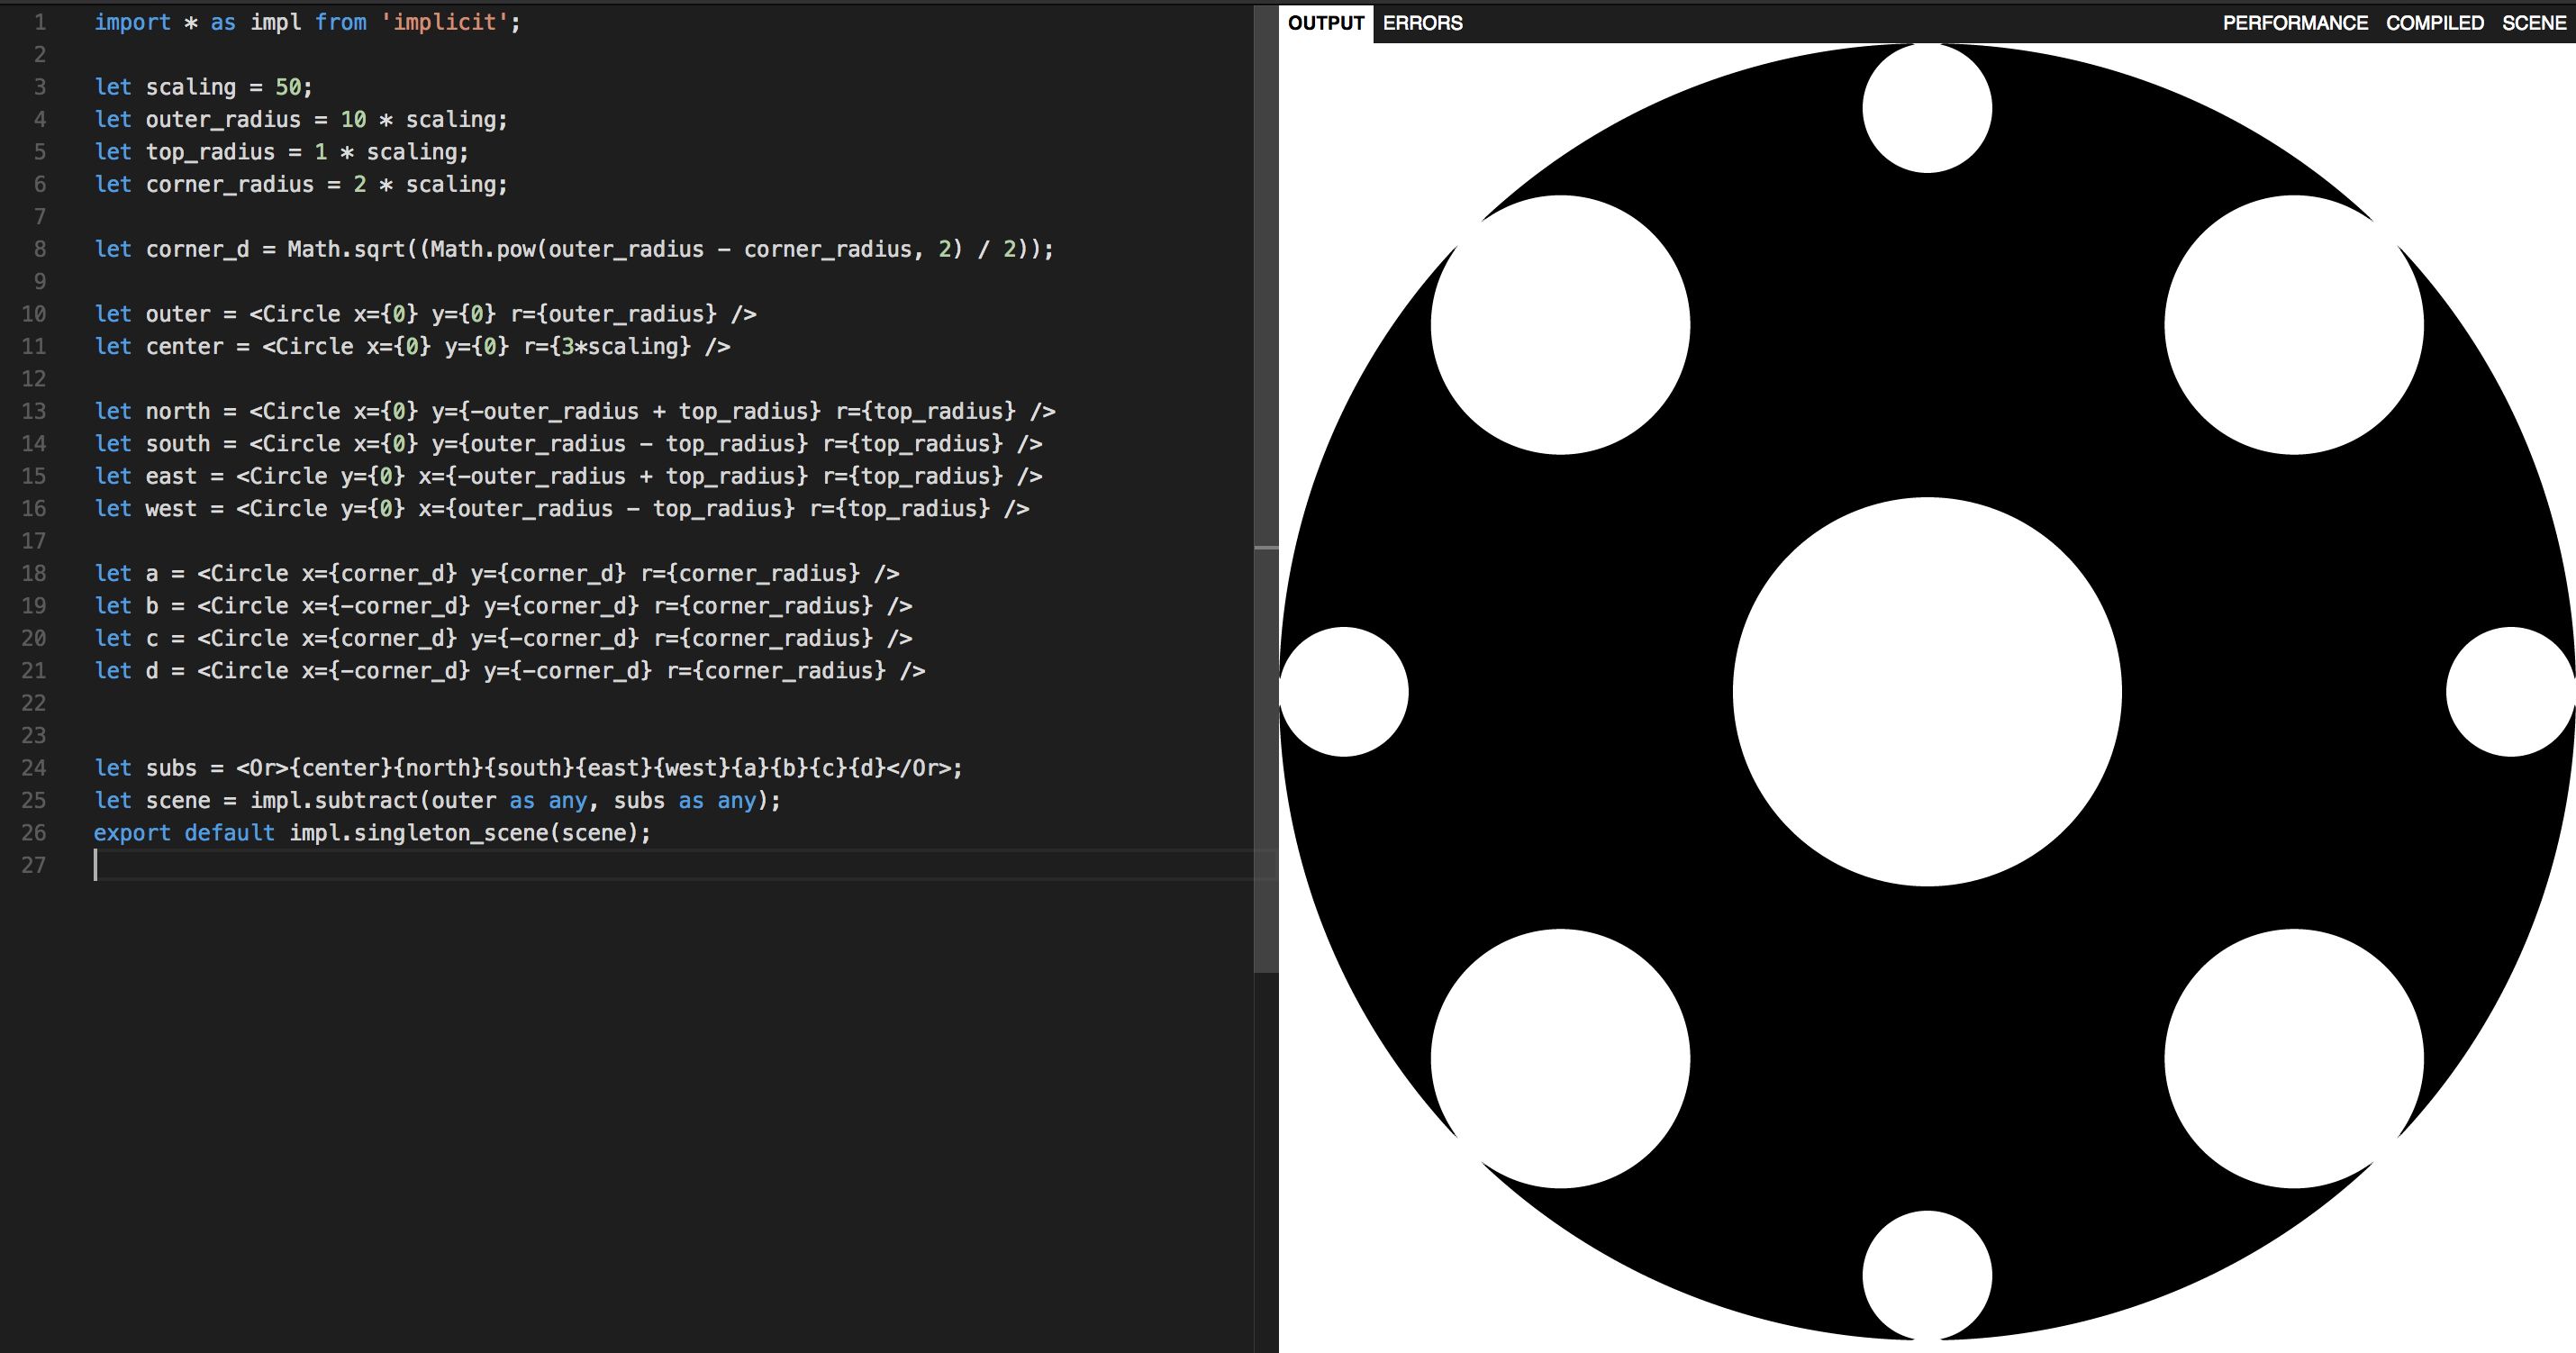 1 import * as impl from 'implicit';
2
3 let scaling = 50;
4 let outer_radius = 10 * scaling;
5 let top_radius = 1 * scaling;
6 let corner_radius = 2 * scaling;
7
8 let corner_d = Math.sqrt((Math.pow(outer_radius - corner_radius, 2) / 2));
9
10 let outer = <Circle x={0} y={0} r={outer_radius} />
11 let center = <Circle x={0} y={0} r={3*scaling} />
12
13 let north = <Circle x={0} y={-outer_radius + top_radius} r={top_radius} />
14 let south = <Circle x={0} y={outer_radius - top_radius} r={top_radius} />
15 let east = <Circle y={0} x={-outer_radius + top_radius} r={top_radius} />
16 let west = <Circle y={0} x={outer_radius - top_radius} r={top_radius} />
17
18 let a = <Circle x={corner_d} y={corner_d} r={corner_radius} />
19 let b = <Circle x={-corner_d} y={corner_d} r={corner_radius} />
20 let c = <Circle x={corner_d} y={-corner_d} r={corner_radius} />
21 let d = <Circle x={-corner_d} y={-corner_d} r={corner_radius} />
22
23
24 let subs = <Or>{center}{north}{south}{east}{west}{a}{b}{c}{d}</Or>;
25 let scene = impl.subtract(outer as any, subs as any);
26 export default impl.singleton_scene(scene);
27
OUTPUT ERRORS PERFORMANCE COMPILED SCENE